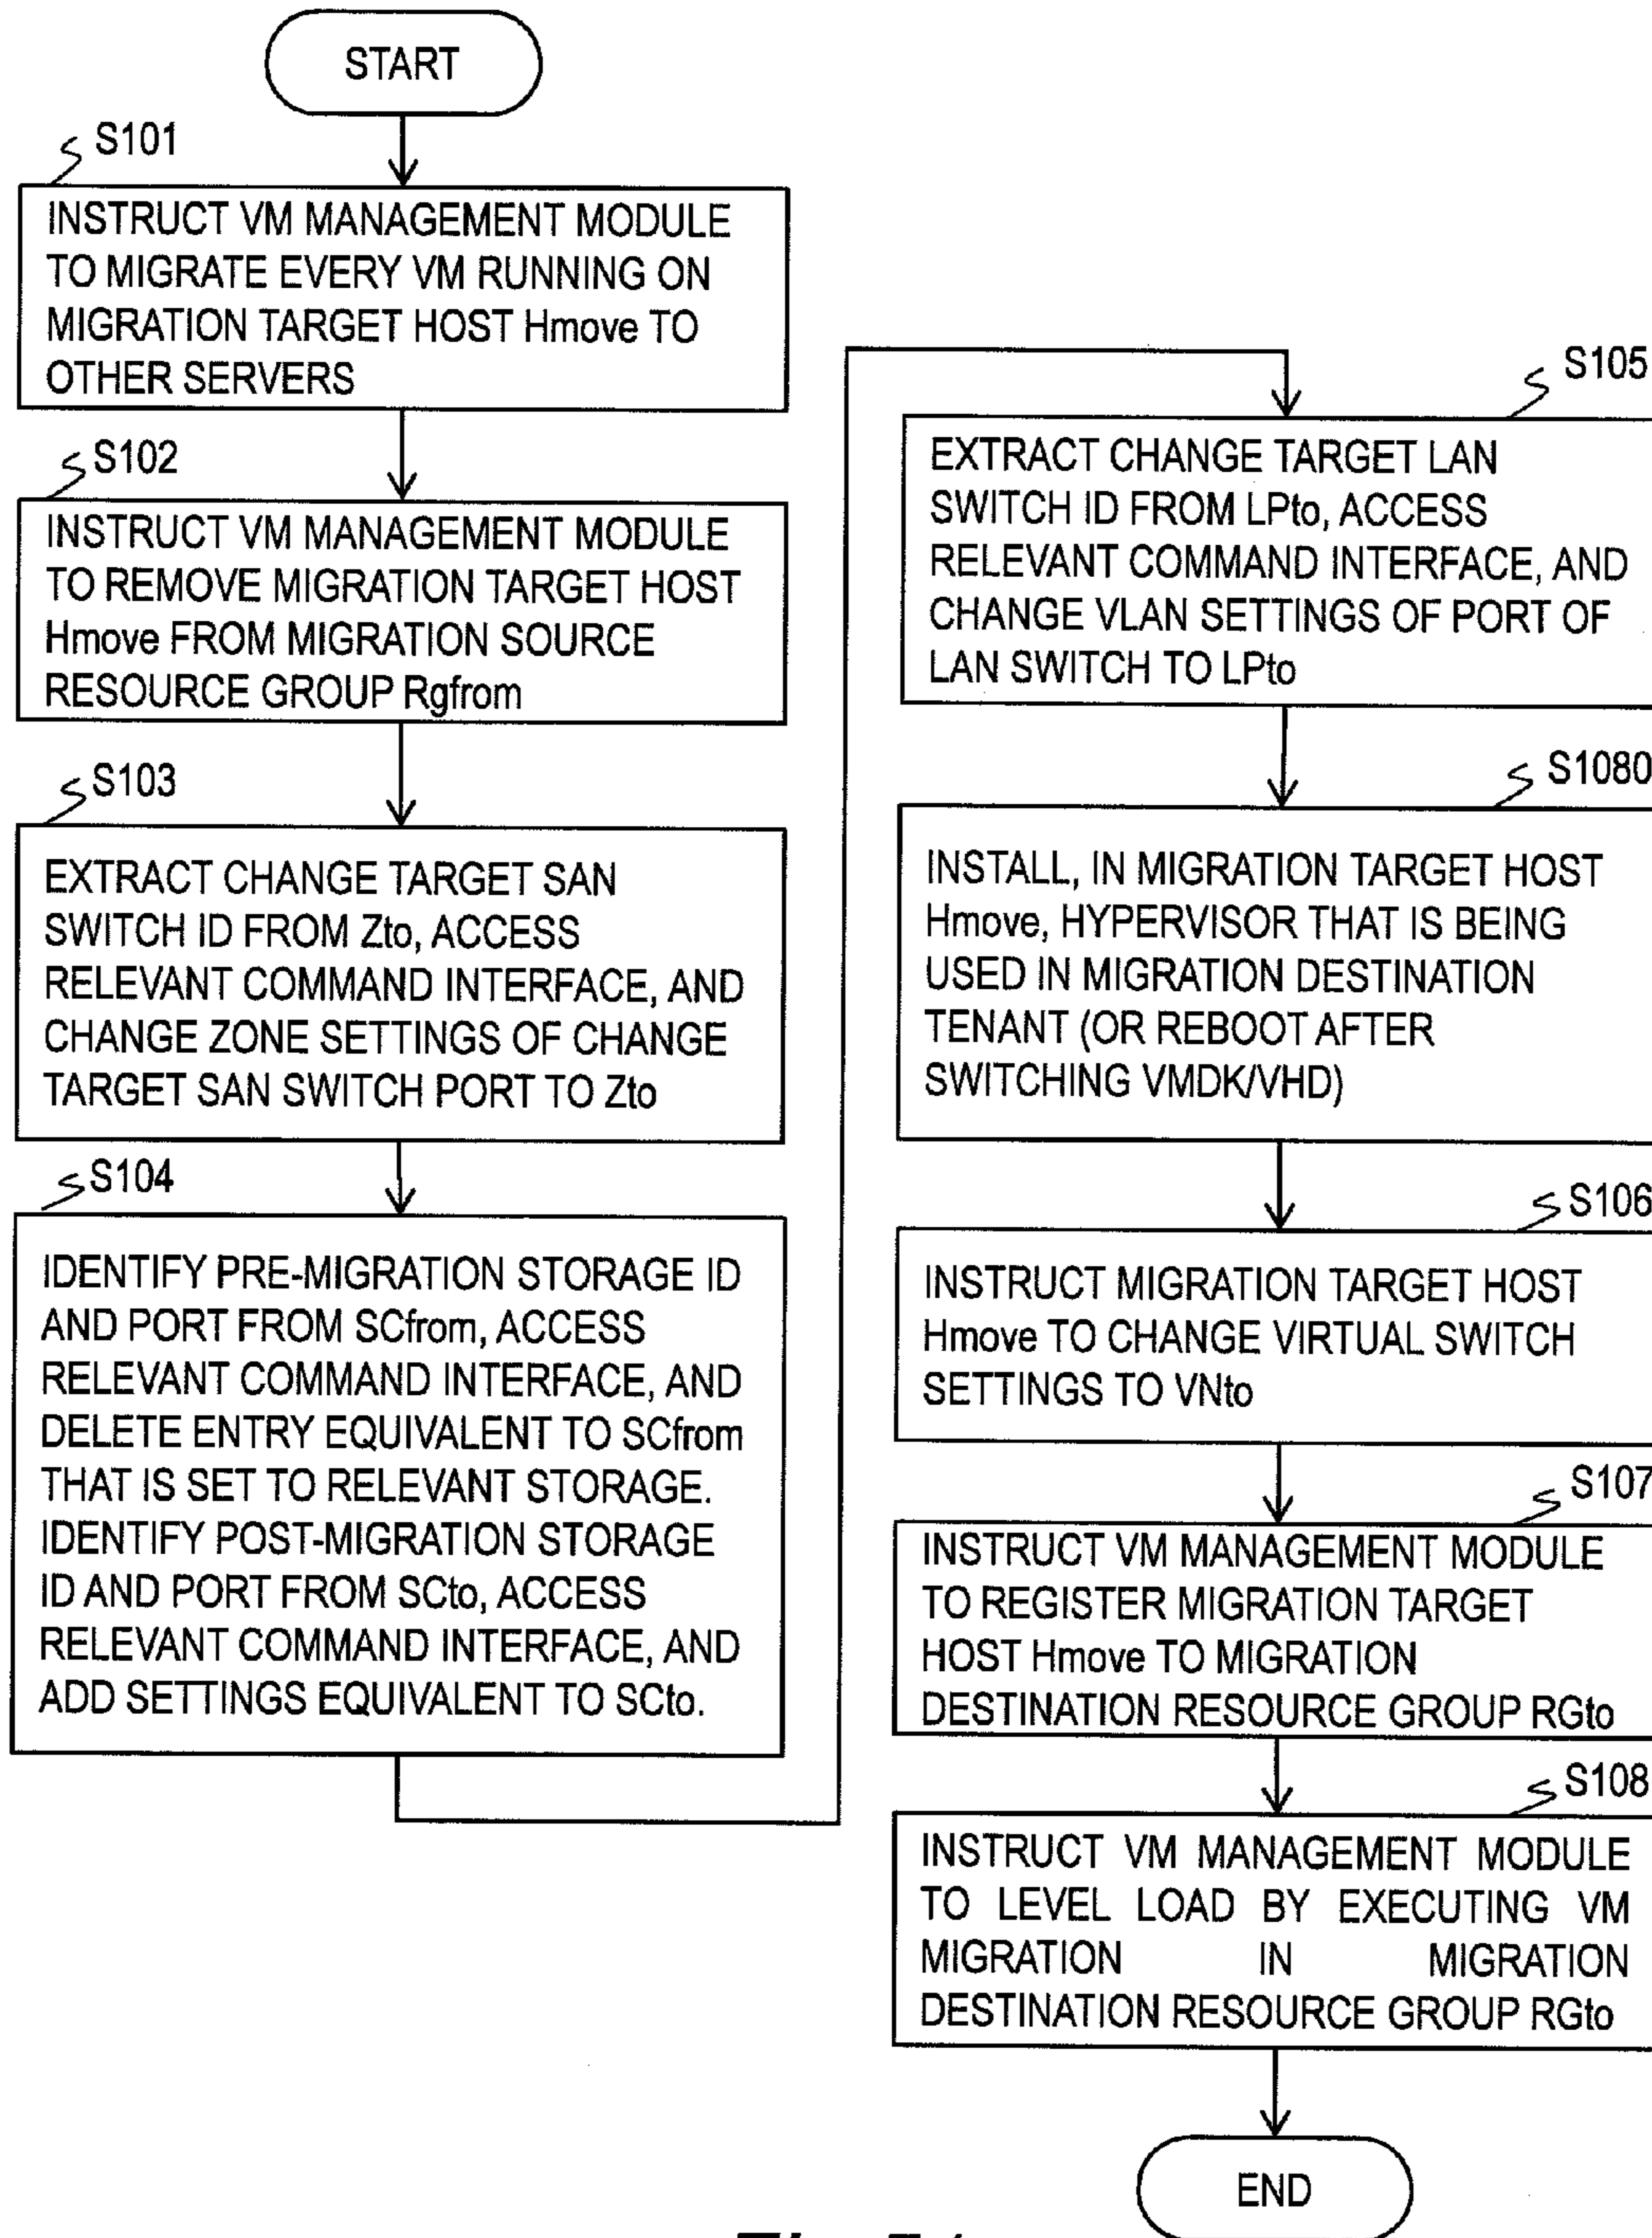 START
S101
INSTRUCT VM MANAGEMENT MODULE
TO MIGRATE EVERY VM RUNNING ON
MIGRATION TARGET HOST Hmove TO
OTHER SERVERS
S102
INSTRUCT VM MANAGEMENT MODULE
TO REMOVE MIGRATION TARGET HOST
Hmove FROM MIGRATION SOURCE
RESOURCE GROUP Rgfrom
S103
EXTRACT CHANGE TARGET SAN
SWITCH ID FROM Zto, ACCESS
RELEVANT COMMAND INTERFACE, AND
CHANGE ZONE SETTINGS OF CHANGE
TARGET SAN SWITCH PORT TO Zto
S104
IDENTIFY PRE-MIGRATION STORAGE ID
AND PORT FROM SCfrom, ACCESS
RELEVANT COMMAND INTERFACE, AND
DELETE ENTRY EQUIVALENT TO SCfrom
THAT IS SET TO RELEVANT STORAGE.
IDENTIFY POST-MIGRATION STORAGE
ID AND PORT FROM SCto, ACCESS
RELEVANT COMMAND INTERFACE, AND
ADD SETTINGS EQUIVALENT TO SCto.
S105
EXTRACT CHANGE TARGET LAN
SWITCH ID FROM LPto, ACCESS
RELEVANT COMMAND INTERFACE, AND
CHANGE VLAN SETTINGS OF PORT OF
LAN SWITCH TO LPto
S1080
INSTALL, IN MIGRATION TARGET HOST
Hmove, HYPERVISOR THAT IS BEING
USED IN MIGRATION DESTINATION
TENANT (OR REBOOT AFTER
SWITCHING VMDK/VHD)
S106
INSTRUCT MIGRATION TARGET HOST
Hmove TO CHANGE VIRTUAL SWITCH
SETTINGS TO VNto
S107
INSTRUCT VM MANAGEMENT MODULE
TO REGISTER MIGRATION TARGET
HOST Hmove TO MIGRATION
DESTINATION RESOURCE GROUP RGto
S108
INSTRUCT VM MANAGEMENT MODULE
TO LEVEL LOAD BY EXECUTING VM
MIGRATION IN MIGRATION
DESTINATION RESOURCE GROUP RGto
END